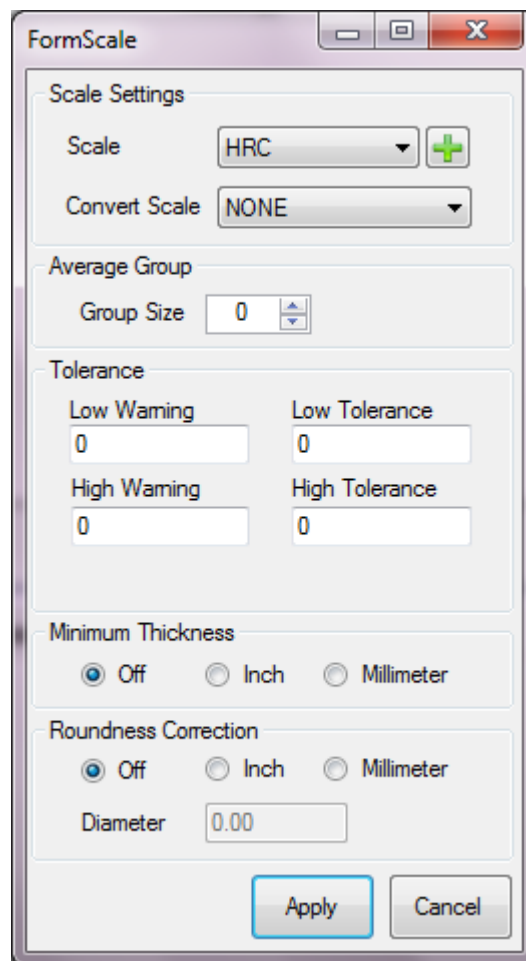 FormScale
Scale Settings
Scale HRC
Convert Scale NONE
Average Group
Group Size 0
Tolerance
Low Warning Low Tolerance
0 0
High Warning High Tolerance
0 0
Minimum Thickness
Off Inch Millimeter
Roundness Correction
Off Inch Millimeter
Diameter 0.00
Apply Cancel